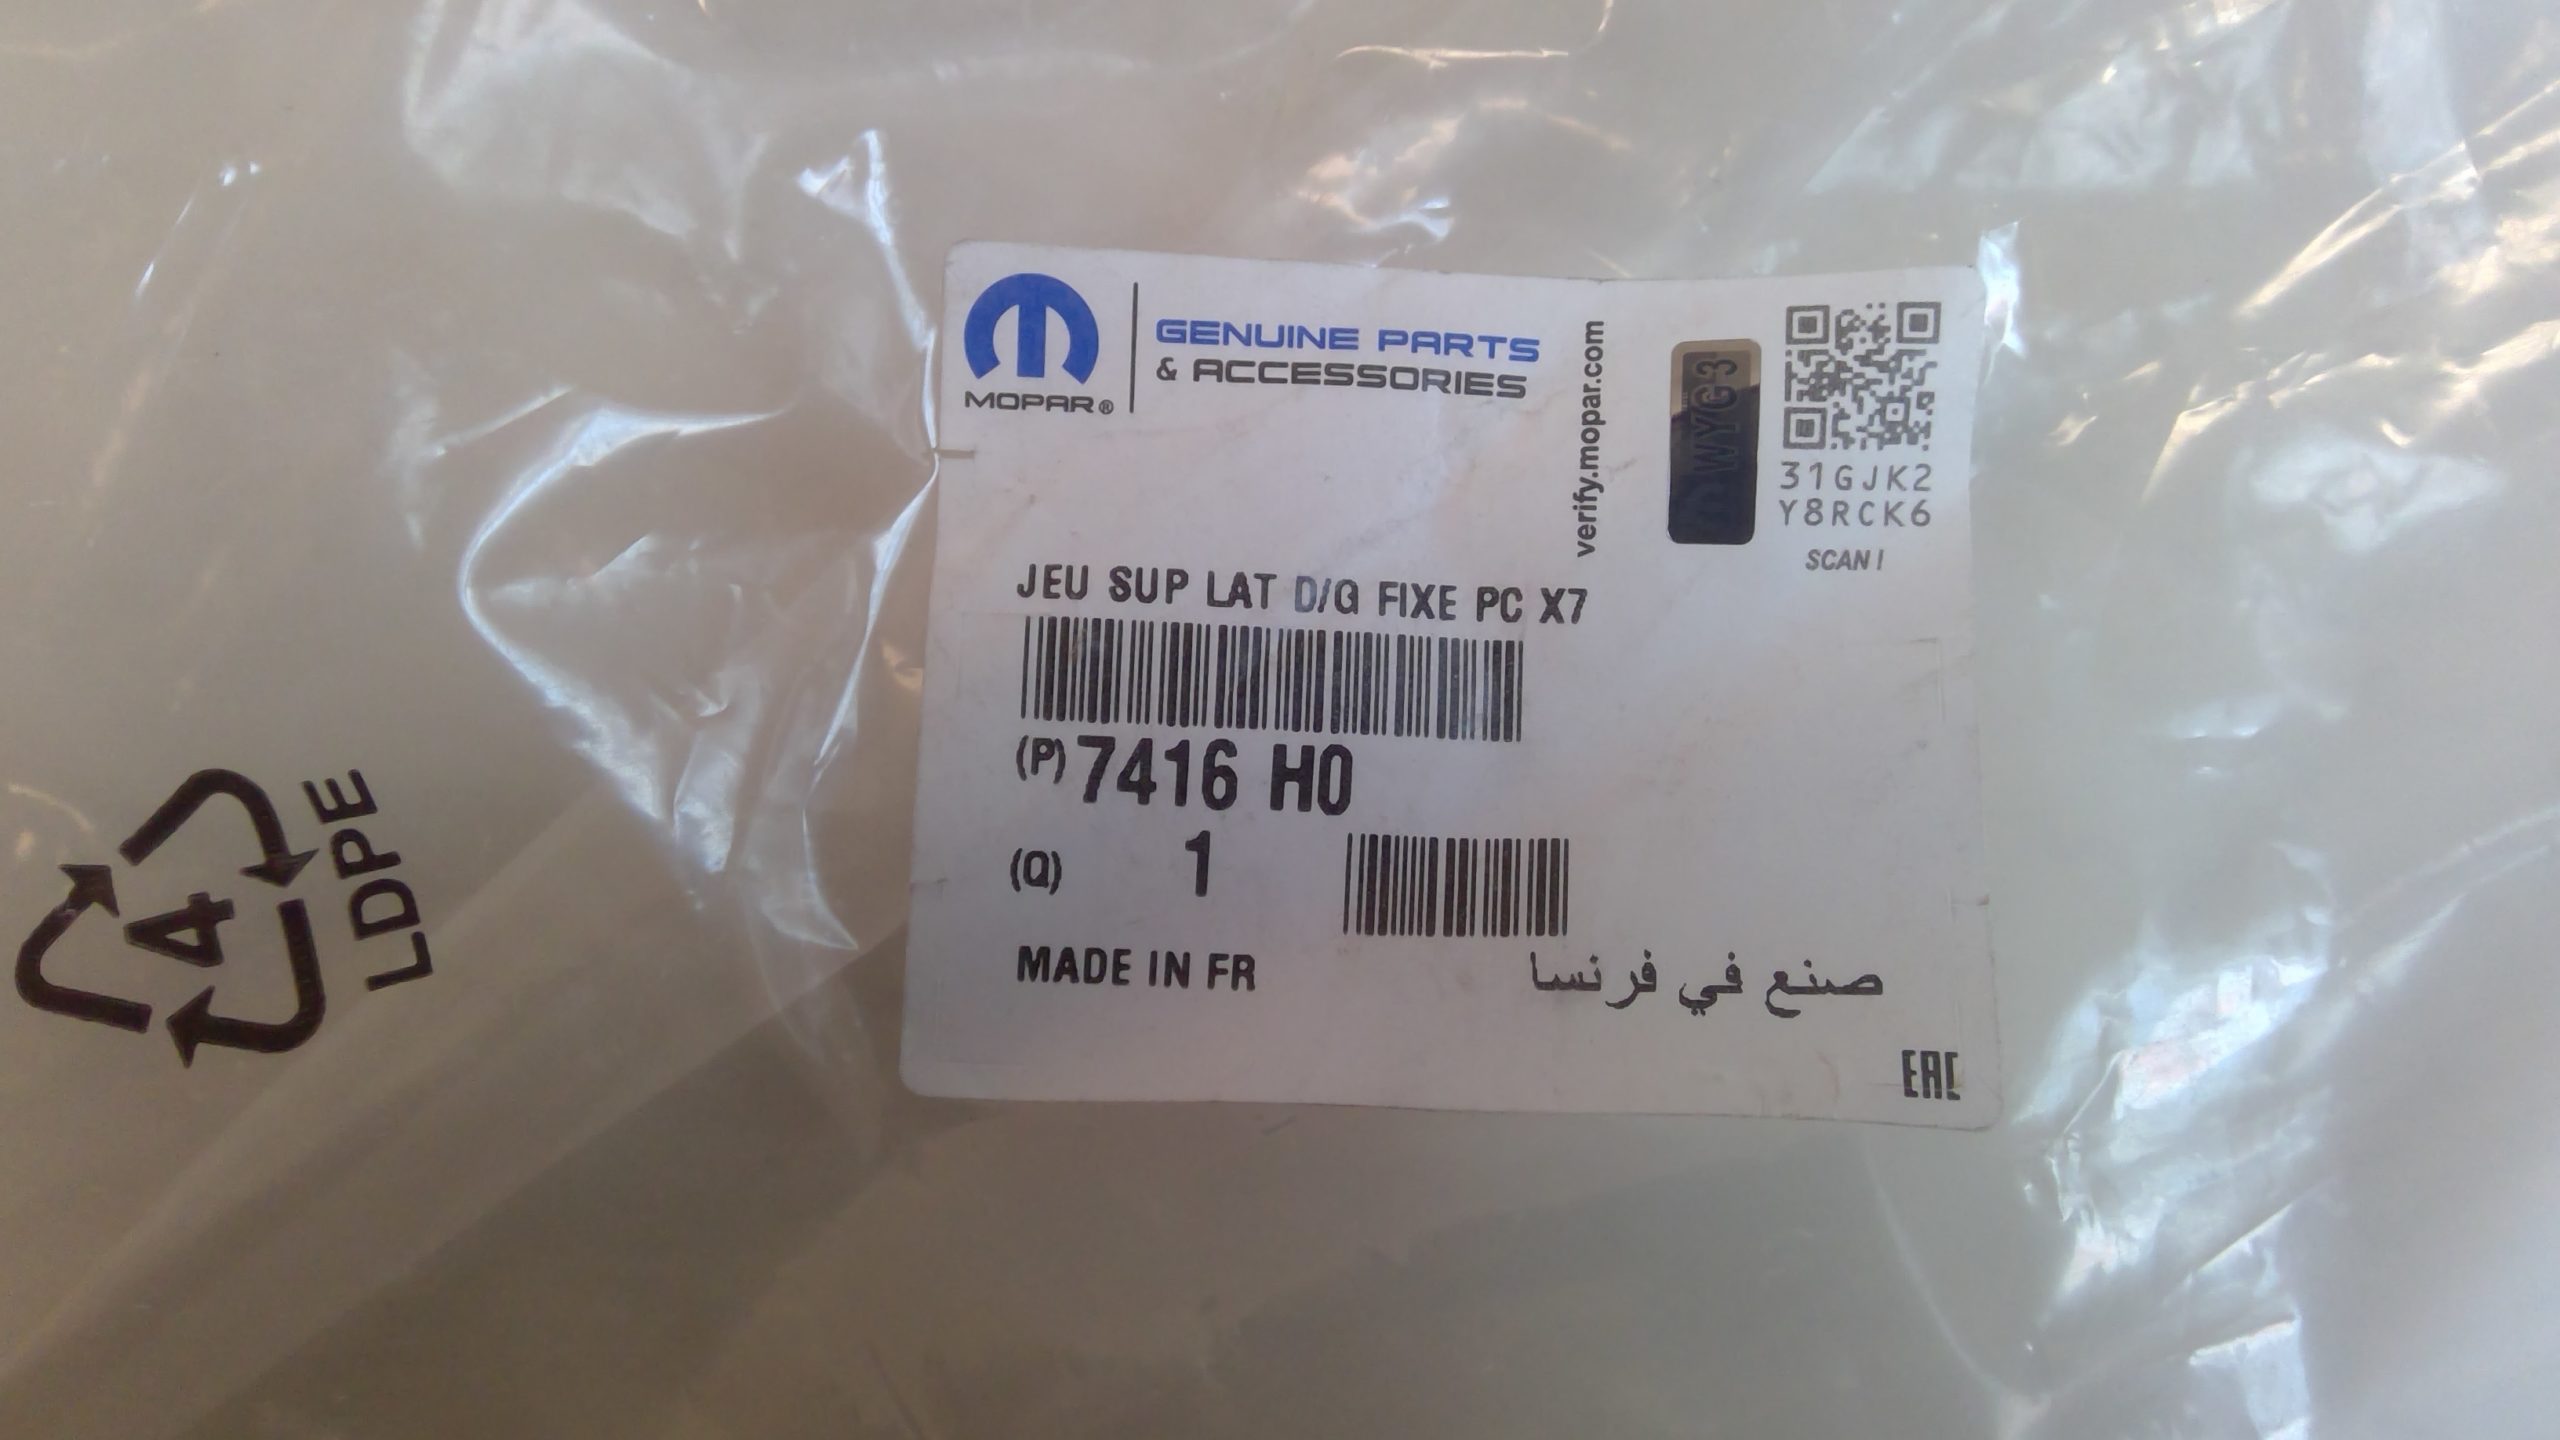 MOPAR®
GENUINE PARTS
& ACCESSORIES
verify.mopar.com
31GJK2
Y8RCK6
SCAN !
JEU SUP LAT D/G FIXE PC X7
(P) 7416 H0
(Q) 1
MADE IN FR
صنع في فرنسا
EAC
4
LDPE